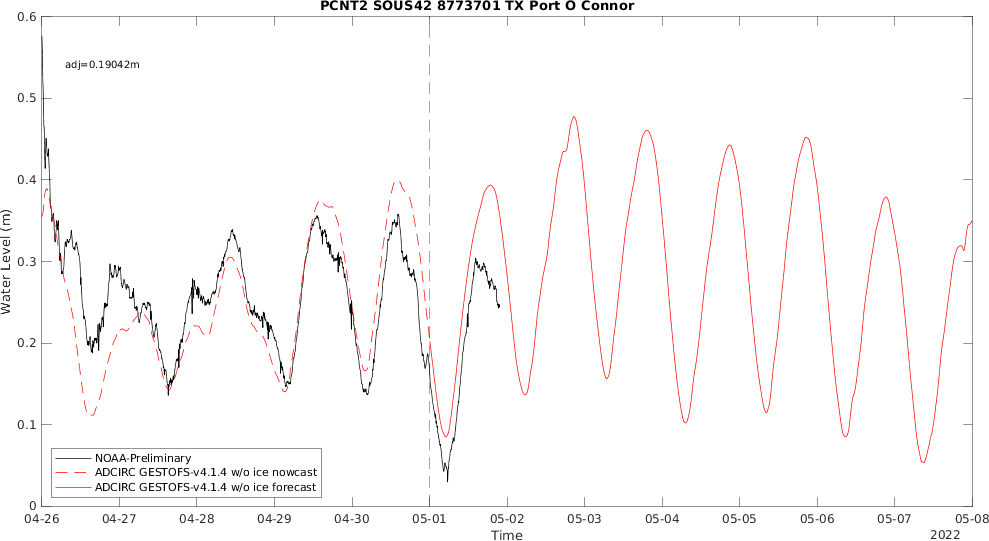 PCNT2 SOUS42 8773701 TX Port O Connor
adj=0.19042m
Water Level (m)
0.6
0.5
0.4
0.3
0.2
0.1
0
NOAA-Preliminary
ADCIRC GESTOFS-v4.1.4 w/o ice nowcast
ADCIRC GESTOFS-v4.1.4 w/o ice forecast
04-26 04-27 04-28 04-29 04-30 05-01 05-02 05-03 05-04 05-05 05-06 05-07 05-08
Time
2022